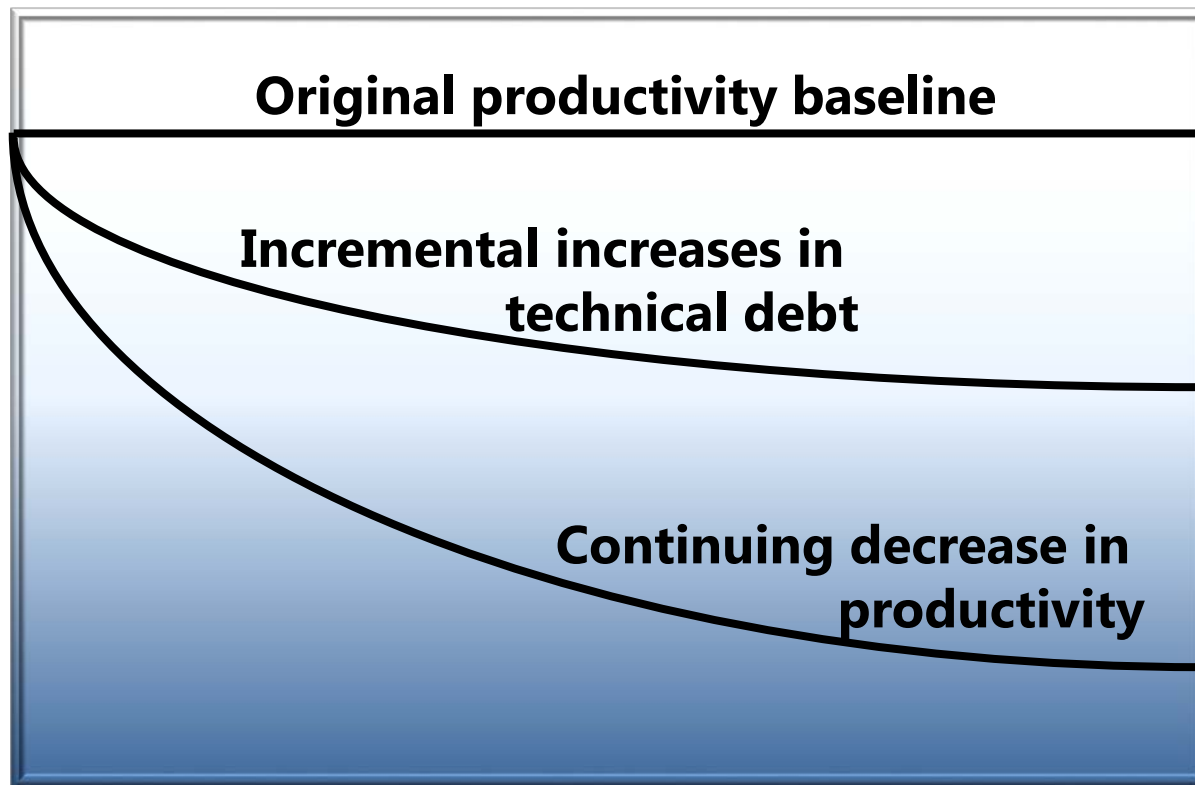 Original productivity baseline
Incremental increases in
technical debt
Continuing decrease in
productivity